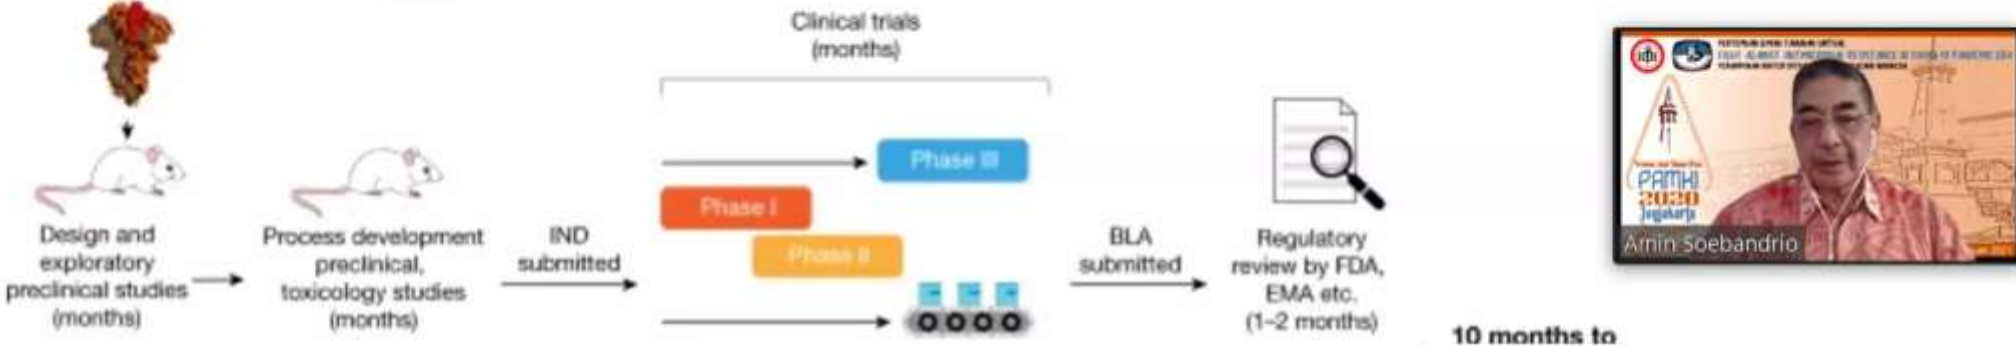 Clinical trials
(months)
Phase III
Phase I
Phase II
Design and
exploratory
preclinical studies
(months)
Process development
preclinical,
toxicology studies
(months)
IND
submitted
BLA
submitted
Regulatory
review by FDA,
EMA etc.
(1–2 months)
10 months to
PAMKI
2020
Jogjakarta
Amin Soebandrio